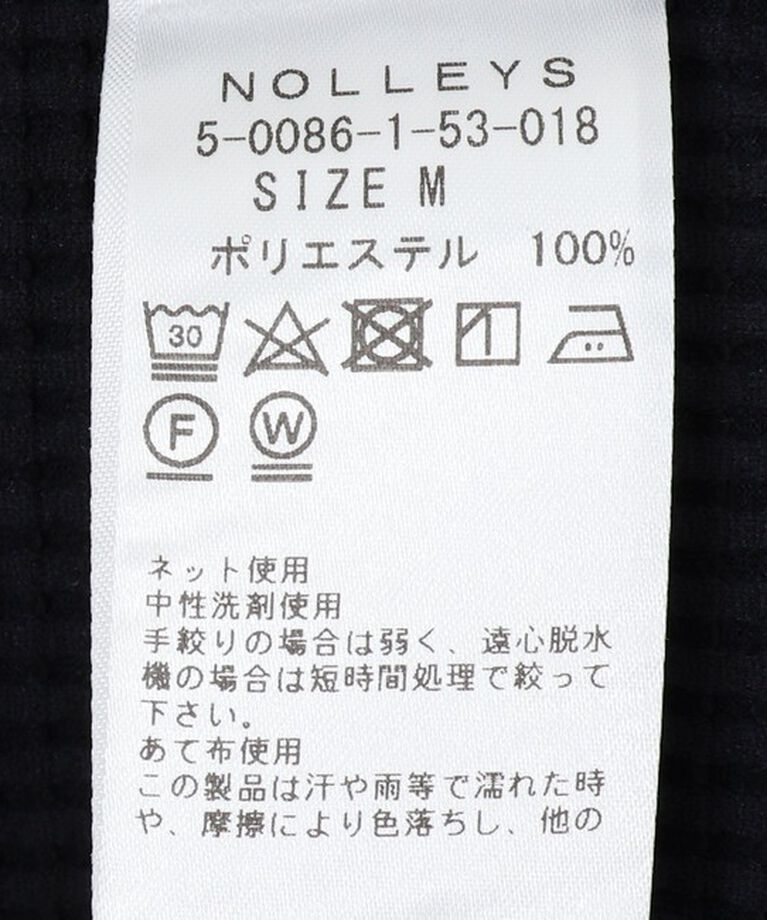 NOLLEYS
5-0086-1-53-018
SIZE M
ポリエステル 100%
30
F W
ネット使用
中性洗剤使用
手絞りの場合は弱く、遠心脱水
機の場合は短時間処理で絞って
下さい。
あて布使用
この製品は汗や雨等で濡れた時
や、摩擦により色落ちし、他の